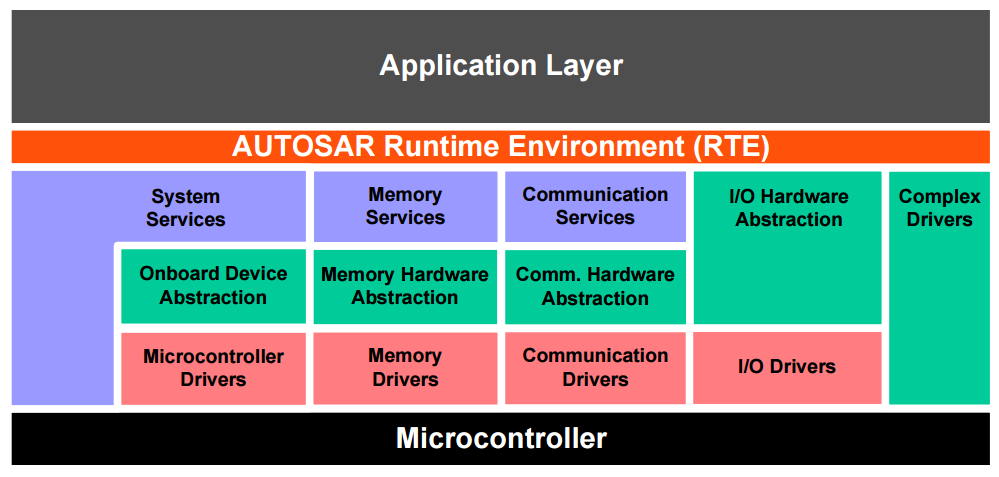 Application Layer
AUTOSAR Runtime Environment (RTE)
System
Services
Memory
Services
Communication
Services
I/O Hardware
Abstraction
Complex
Drivers
Onboard Device
Abstraction
Memory Hardware
Abstraction
Comm. Hardware
Abstraction
Microcontroller
Drivers
Memory
Drivers
Communication
Drivers
I/O Drivers
Microcontroller